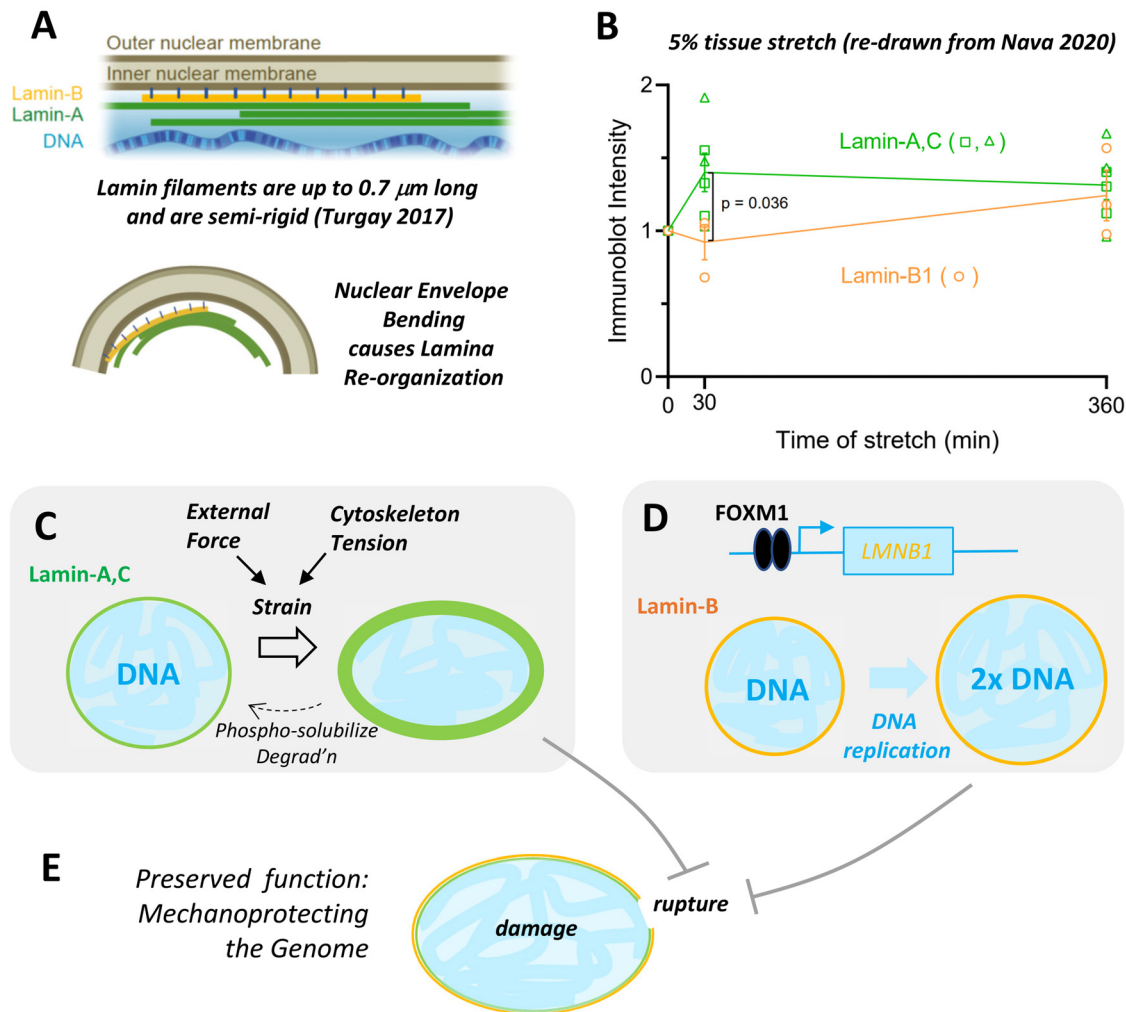 A
Outer nuclear membrane
Inner nuclear membrane
Lamin-B
Lamin-A
DNA
Lamin filaments are up to 0.7 μm long
and are semi-rigid (Turgay 2017)
Nuclear Envelope
Bending
causes Lamina
Re-organization
B
5% tissue stretch (re-drawn from Nava 2020)
2
1
0
Immunoblot Intensity
Lamin-A,C (□, △)
p = 0.036
Lamin-B1 (○)
0
30
360
Time of stretch (min)
C
External
Force
Cytoskeleton
Tension
Lamin-A,C
Strain
DNA
Phospho-solubilize
Degrad'n
D
FOXM1
LMNB1
Lamin-B
DNA
2x DNA
DNA
replication
E
Preserved function:
Mechanoprotecting
the Genome
damage
rupture